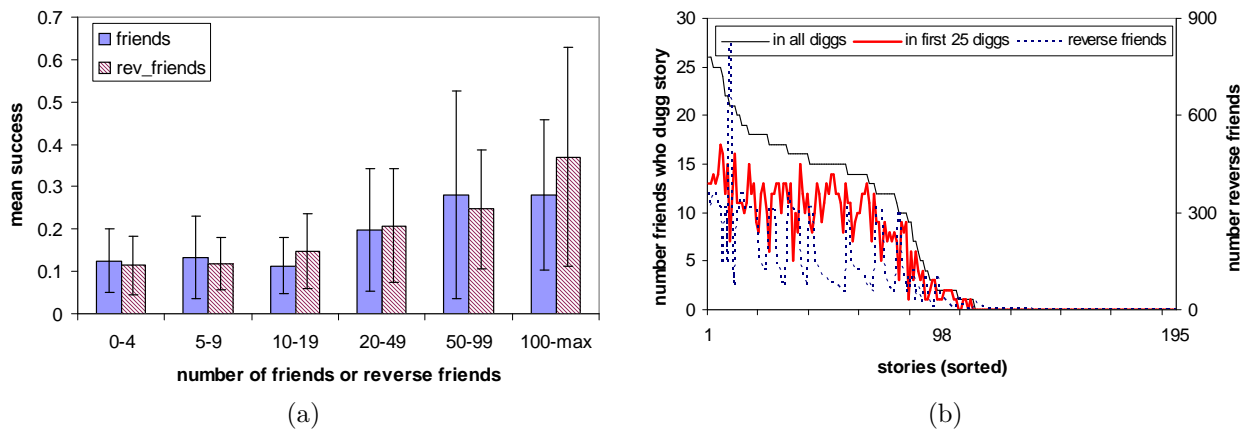 0.7
0.6
0.5
0.4
0.3
0.2
0.1
0
mean success
friends
rev_friends
0-4 5-9 10-19 20-49 50-99 100-max
number of friends or reverse friends
(a)
30
25
20
15
10
5
0
number friends who dugg story
in all diggs in first 25 diggs reverse friends
900
600
300
0
number reverse friends
1 98 195
stories (sorted)
(b)